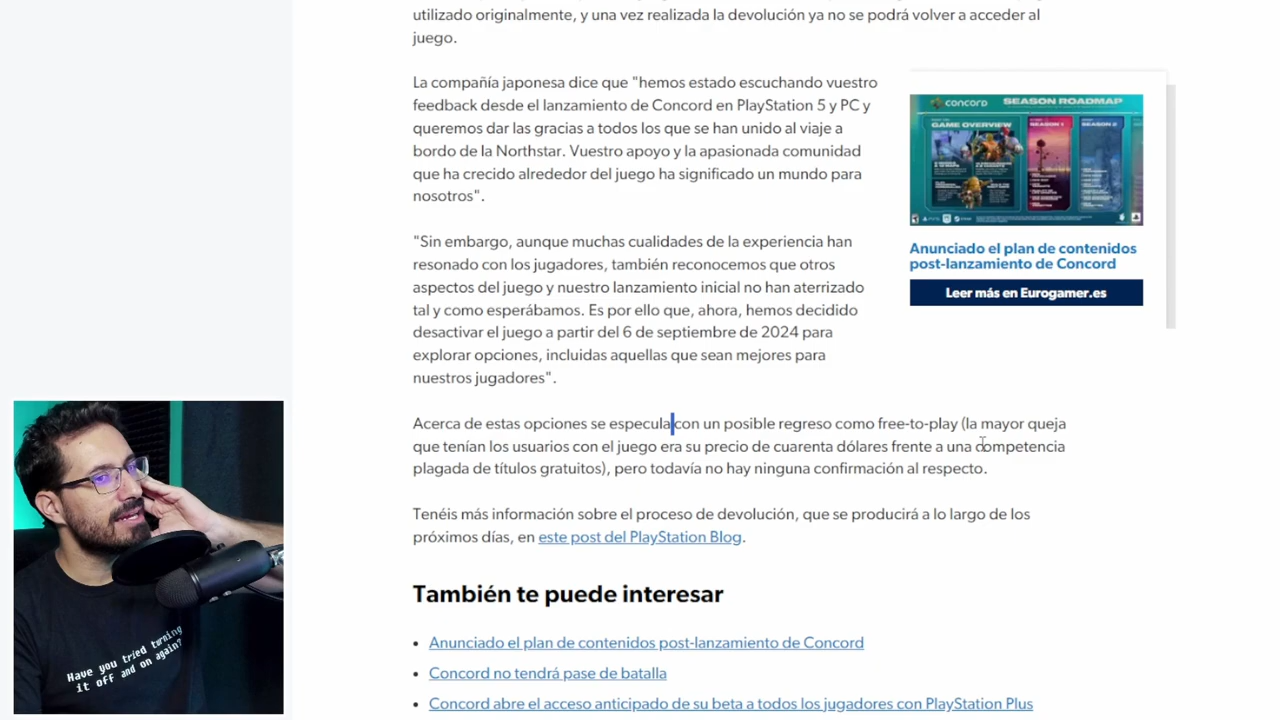 utilizado originalmente, y una vez realizada la devolución ya no se podrá volver a acceder al
juego.
La compañía japonesa dice que "hemos estado escuchando vuestro
feedback desde el lanzamiento de Concord en PlayStation 5 y PC y
queremos dar las gracias a todos los que se han unido al viaje a
bordo de la Northstar. Vuestro apoyo y la apasionada comunidad
que ha crecido alrededor del juego ha significado un mundo para
nosotros".
CONCORD SEASON ROADMAP
GAME OVERVIEW
SEASON 1
SEASON 2
Anunciado el plan de contenidos
post-lanzamiento de Concord
Leer más en Eurogamer.es
"Sin embargo, aunque muchas cualidades de la experiencia han
resonado con los jugadores, también reconocemos que otros
aspectos del juego y nuestro lanzamiento inicial no han aterrizado
tal y como esperábamos. Es por ello que, ahora, hemos decidido
desactivar el juego a partir del 6 de septiembre de 2024 para
explorar opciones, incluidas aquellas que sean mejores para
nuestros jugadores".
Acerca de estas opciones se especula con un posible regreso como free-to-play (la mayor queja
que tenían los usuarios con el juego era su precio de cuarenta dólares frente a una competencia
plagada de títulos gratuitos), pero todavía no hay ninguna confirmación al respecto.
Tenéis más información sobre el proceso de devolución, que se producirá a lo largo de los
próximos días, en este post del PlayStation Blog.
También te puede interesar
• Anunciado el plan de contenidos post-lanzamiento de Concord
• Concord no tendrá pase de batalla
• Concord abre el acceso anticipado de su beta a todos los jugadores con PlayStation Plus
Have you tried turning
it off and on again?